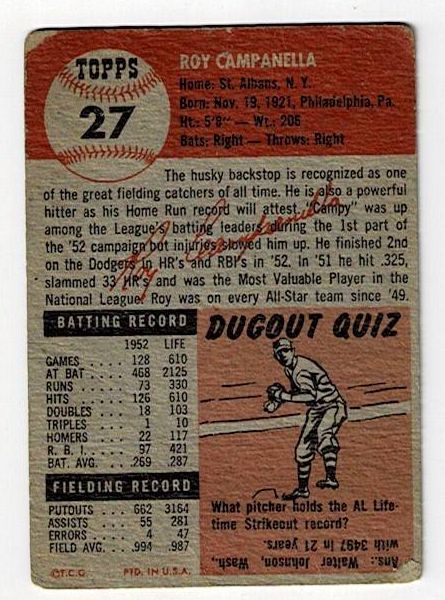 TOPPS
27
ROY CAMPANELLA
Home: St. Albans, N. Y.
Born: Nov. 19, 1921, Philadelphia, Pa.
Ht.: 5'8" — Wt.: 206
Bats: Right — Throws: Right
The husky backstop is recognized as one
of the great fielding catchers of all time. He is also a powerful
hitter as his Home Run record will attest. "Campy" was up
among the League's batting leaders during the 1st part of
the '52 campaign but injuries slowed him up. He finished 2nd
on the Dodgers in HR's and RBI's in '52. In '51 he hit .325,
slammed 33 HR's and was the Most Valuable Player in the
National League. Roy was on every All-Star team since '49.
Roy Campanella
BATTING RECORD
1952 LIFE
GAMES . . . . 128 610
AT BAT . . . . 468 2125
RUNS . . . . 73 330
HITS . . . . 126 610
DOUBLES . . . 18 103
TRIPLES . . . 1 10
HOMERS . . . 22 117
R. B. I. . . . . 97 421
BAT. AVG. . . .269 .287
FIELDING RECORD
PUTOUTS . . 662 3164
ASSISTS . . . 55 281
ERRORS . . . 4 47
FIELD AVG. . .994 .987
©T.C.G PTD. IN U.S.A.
DUGOUT QUIZ
What pitcher holds the AL Life-
time Strikeout record?
Ans.: Walter Johnson, Wash.,
with 3497 in 21 years.